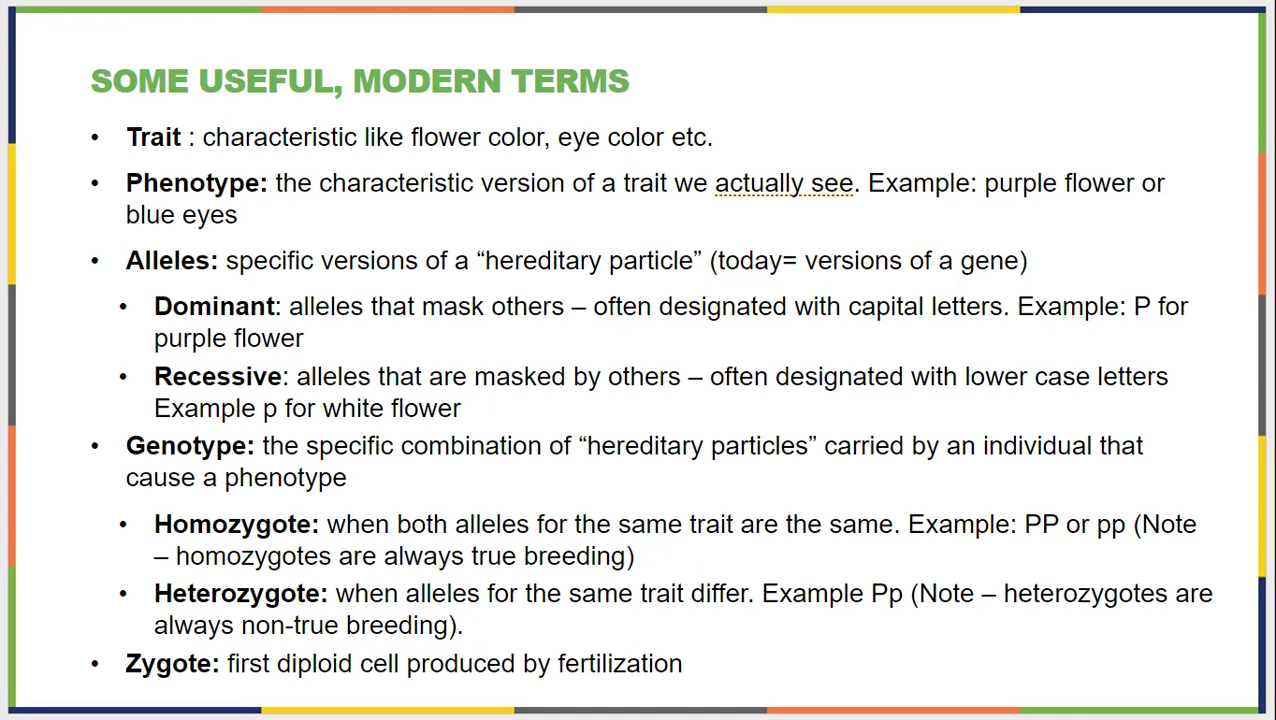 SOME USEFUL, MODERN TERMS
• Trait : characteristic like flower color, eye color etc.
• Phenotype: the characteristic version of a trait we actually see. Example: purple flower or
blue eyes
• Alleles: specific versions of a “hereditary particle” (today= versions of a gene)
• Dominant: alleles that mask others – often designated with capital letters. Example: P for
purple flower
• Recessive: alleles that are masked by others – often designated with lower case letters
Example p for white flower
• Genotype: the specific combination of “hereditary particles” carried by an individual that
cause a phenotype
• Homozygote: when both alleles for the same trait are the same. Example: PP or pp (Note
– homozygotes are always true breeding)
• Heterozygote: when alleles for the same trait differ. Example Pp (Note – heterozygotes are
always non-true breeding).
• Zygote: first diploid cell produced by fertilization